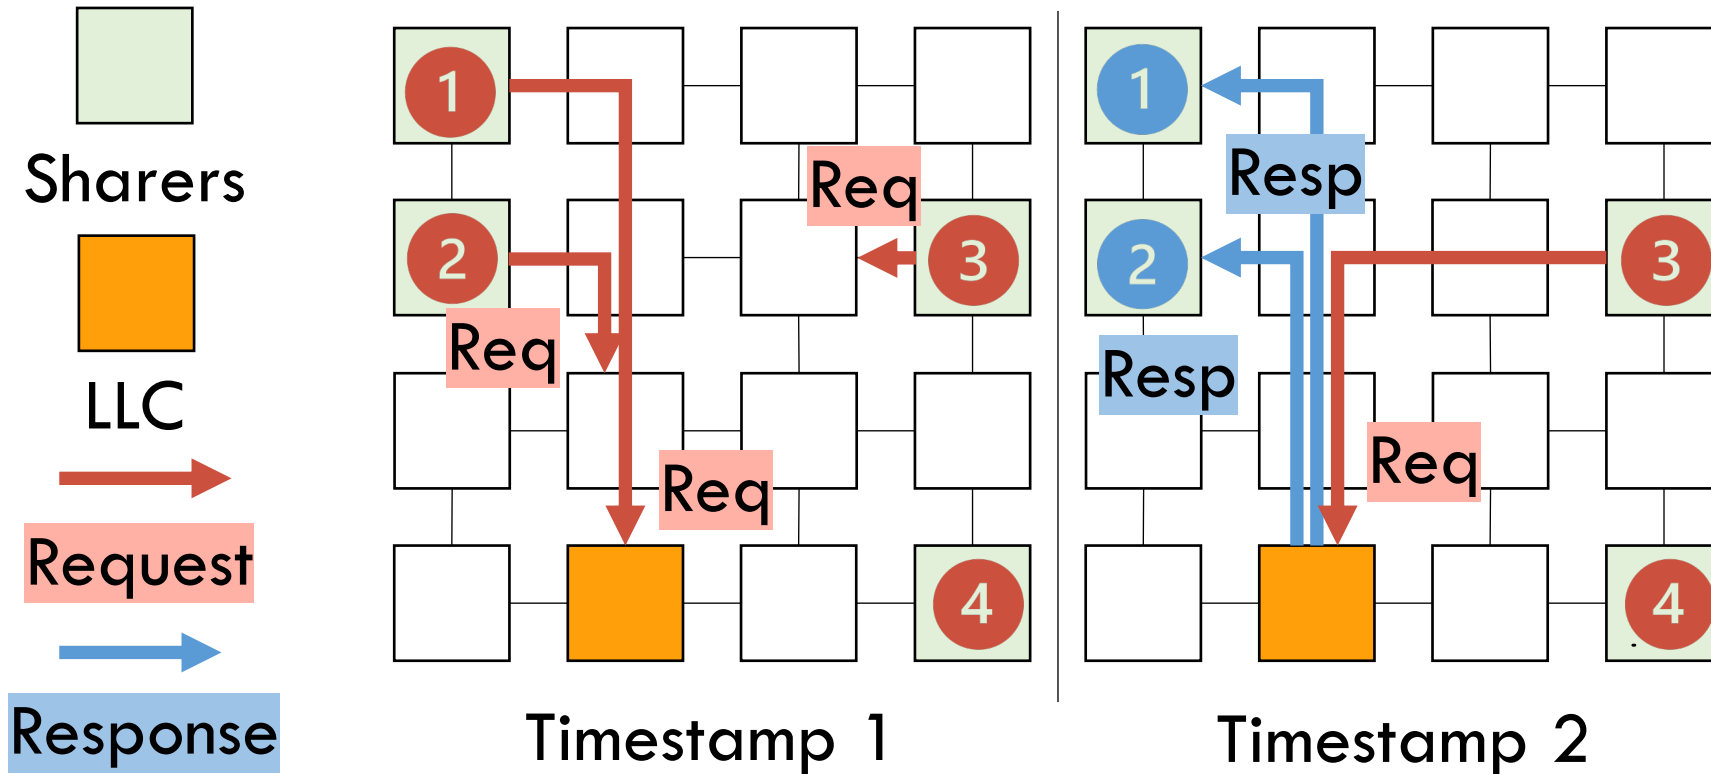 Sharers
LLC
Request
Response
1
2
3
4
Req
Req
Req
Timestamp 1
1
2
3
4
Resp
Resp
Req
Timestamp 2